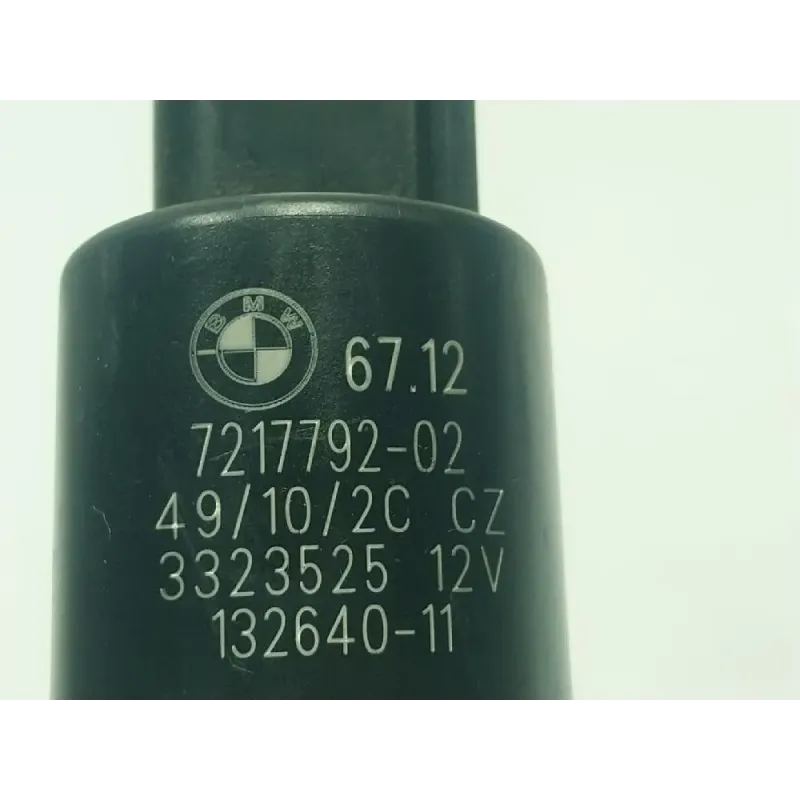 BMW 67.12
7217792-02
49/10/2C CZ
3323525 12V
132640-11